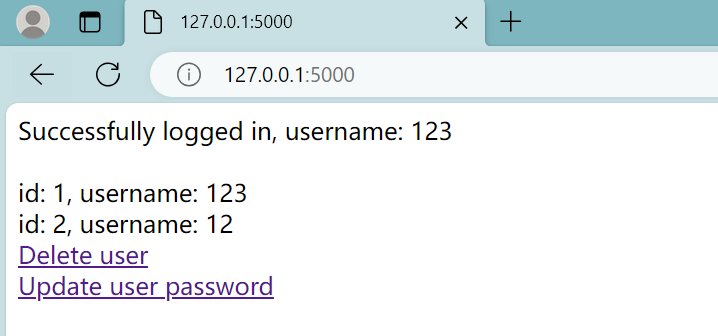 127.0.0.1:5000
127.0.0.1:5000
Successfully logged in, username: 123
id: 1, username: 123
id: 2, username: 12
Delete user
Update user password